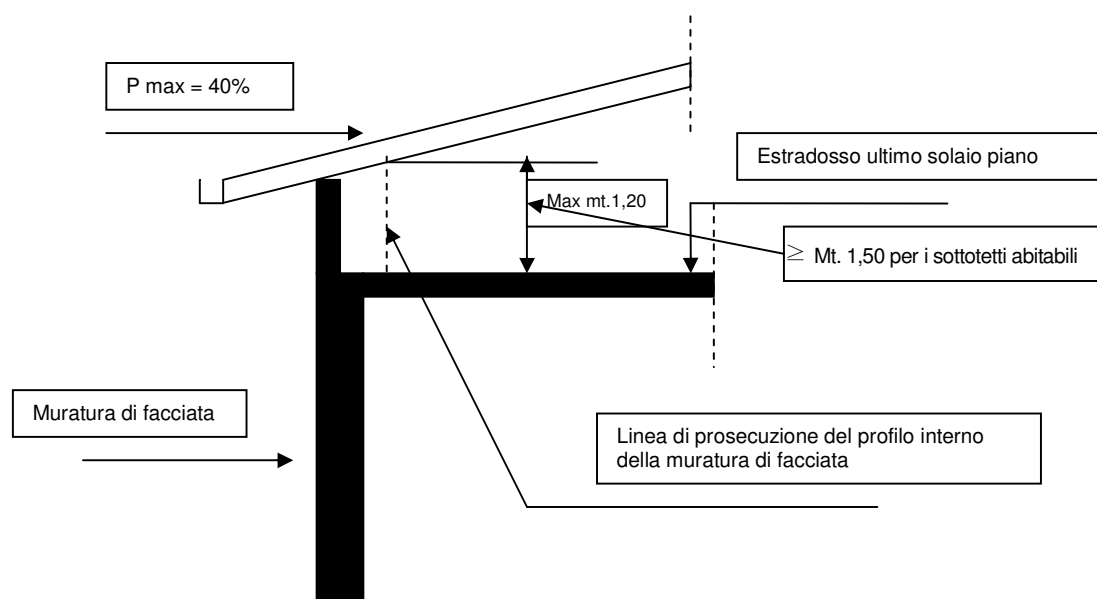 P max = 40%
Estradosso ultimo solaio piano
Max mt.1,20
≥ Mt. 1,50 per i sottotetti abitabili
Muratura di facciata
Linea di prosecuzione del profilo interno
della muratura di facciata